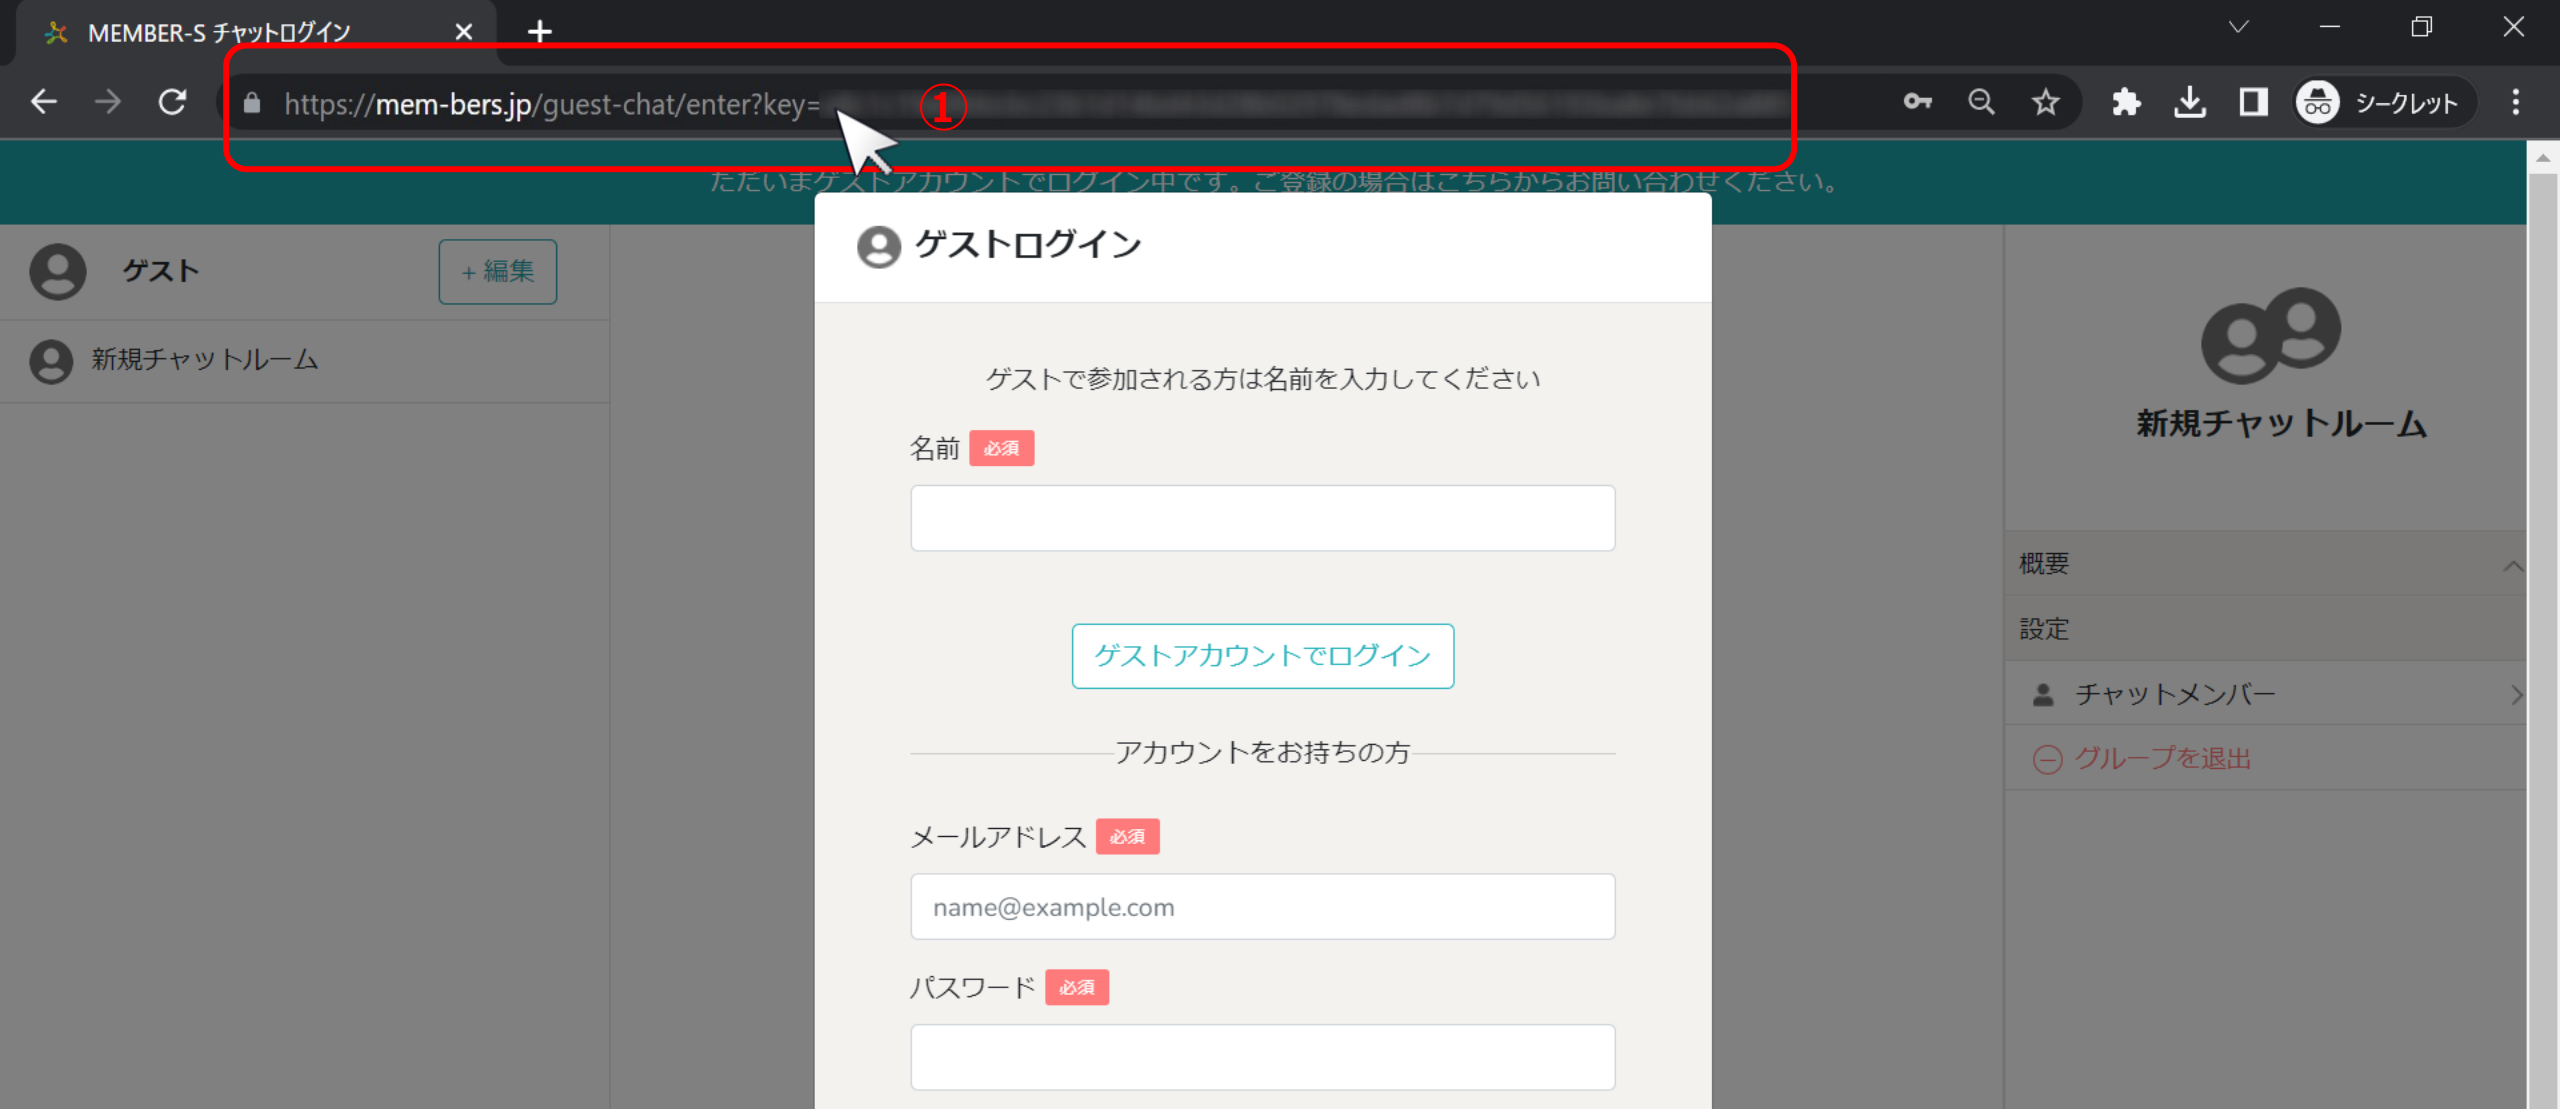 MEMBER-S チャットログイン
https://mem-bers.jp/guest-chat/enter?key=
①
シークレット
ただいまゲストアカウントでログイン中です。ご登録の場合はこちらからお問い合わせください。
ゲスト
+ 編集
新規チャットルーム
ゲストログイン
ゲストで参加される方は名前を入力してください
名前 必須
ゲストアカウントでログイン
アカウントをお持ちの方
メールアドレス 必須
name@example.com
パスワード 必須
新規チャットルーム
概要
設定
チャットメンバー
グループを退出